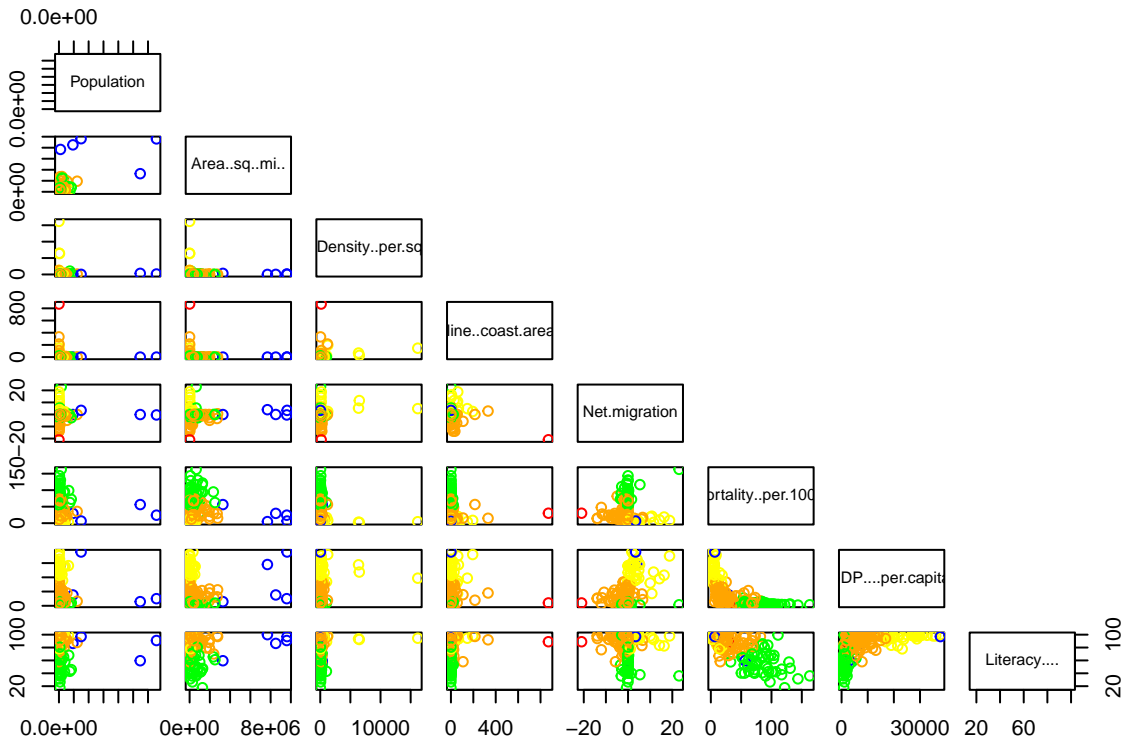 0.0e+00
0.0e+00
Population
0e+00 0.0e+00
Area..sq..mi..
0
Density..per.sq
0 800
line..coast.area
−20 20
Net.migration
0 150
ortality..per.100
0
DP....per.capita
20 100
Literacy....
20 100
0.0e+00
0e+00 8e+06
0 10000
0 400
−20 0 20
0 100
0 30000
20 60